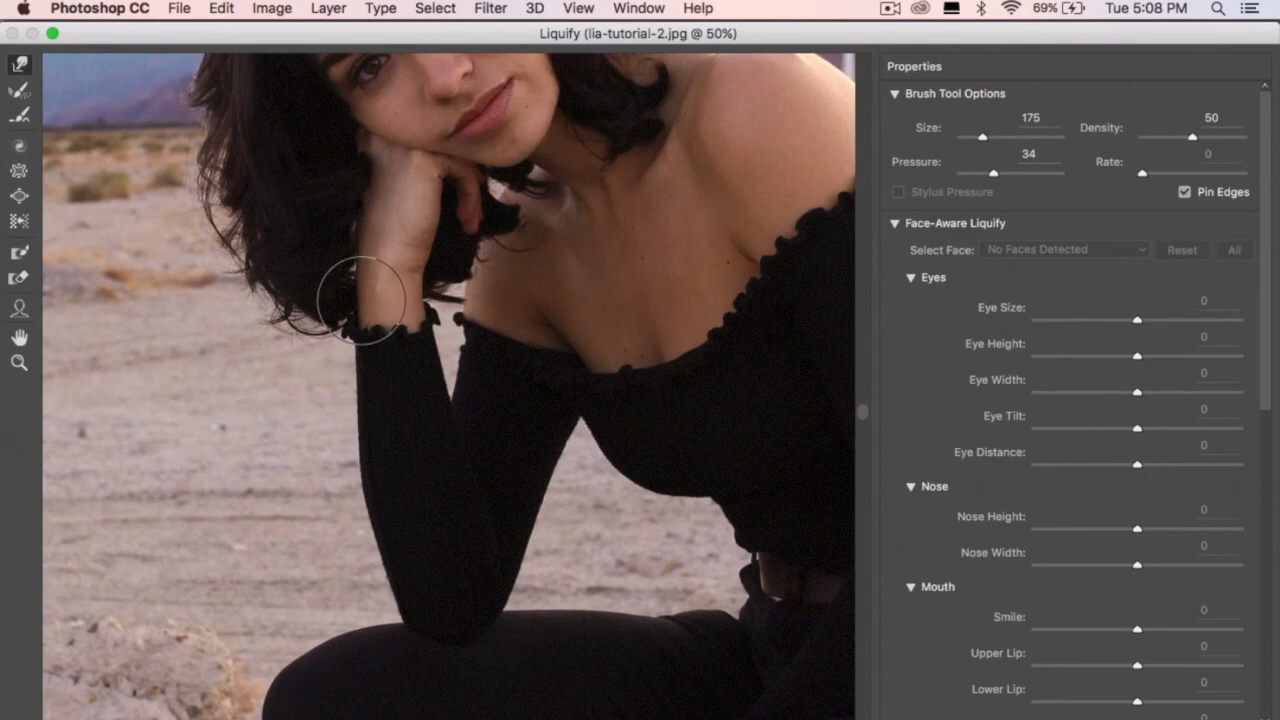 Photoshop CC File Edit Image Layer Type Select Filter 3D View Window Help 69% Tue 5:08 PM
Liquify (lia-tutorial-2.jpg @ 50%)
Properties
Brush Tool Options
Size: 175 Density: 50
Pressure: 34 Rate: 0
Stylus Pressure Pin Edges
Face-Aware Liquify
Select Face: No Faces Detected Reset All
Eyes
Eye Size: 0
Eye Height: 0
Eye Width: 0
Eye Tilt: 0
Eye Distance: 0
Nose
Nose Height: 0
Nose Width: 0
Mouth
Smile: 0
Upper Lip: 0
Lower Lip: 0